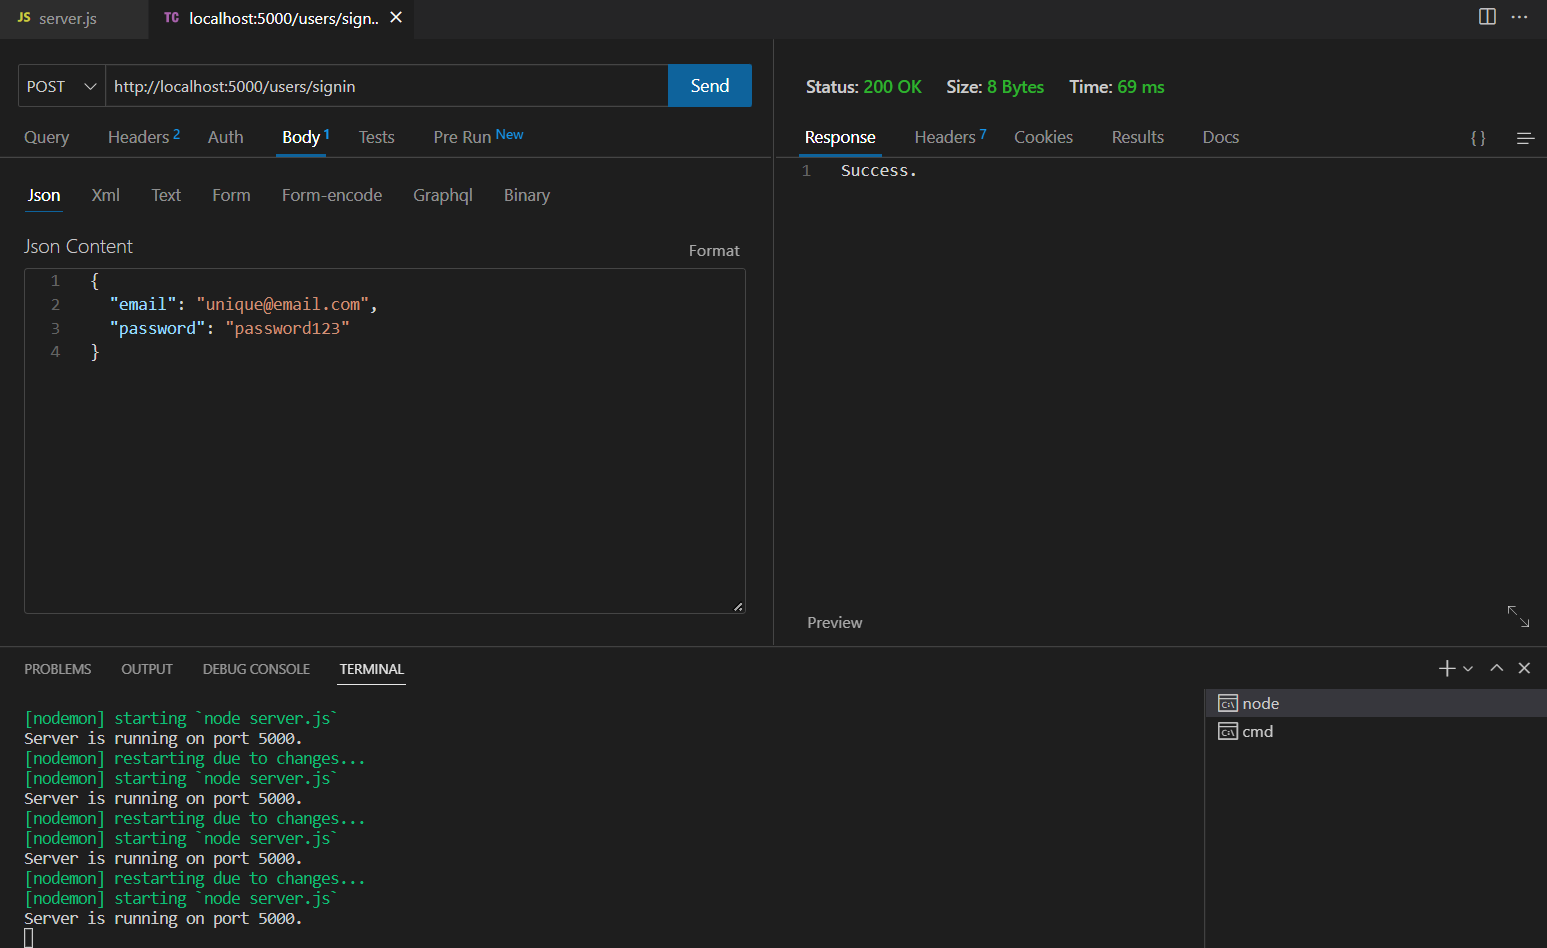 JS server.js
TC localhost:5000/users/sign..
POST http://localhost:5000/users/signin Send
Query Headers 2 Auth Body 1 Tests Pre Run New
Json Xml Text Form Form-encode Graphql Binary
Json Content
Format
1 {
2 "email": "unique@email.com",
3 "password": "password123"
4 }
Status: 200 OK Size: 8 Bytes Time: 69 ms
Response Headers 7 Cookies Results Docs { }
1 Success.
Preview
PROBLEMS OUTPUT DEBUG CONSOLE TERMINAL
[nodemon] starting `node server.js`
Server is running on port 5000.
[nodemon] restarting due to changes...
[nodemon] starting `node server.js`
Server is running on port 5000.
[nodemon] restarting due to changes...
[nodemon] starting `node server.js`
Server is running on port 5000.
[nodemon] restarting due to changes...
[nodemon] starting `node server.js`
Server is running on port 5000.
node
cmd